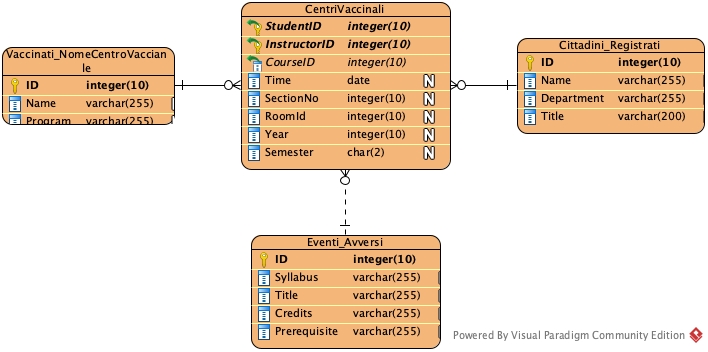 CentriVaccinali
StudentID integer(10)
InstructorID integer(10)
CourseID integer(10)
Time date N
SectionNo integer(10) N
RoomId integer(10) N
Year integer(10) N
Semester char(2) N
Vaccinati_NomeCentroVaccia
nle
ID integer(10)
Name varchar(255)
Program varchar(255)
Cittadini_Registrati
ID integer(10)
Name varchar(255)
Department varchar(255)
Title varchar(200)
Eventi_Avversi
ID integer(10)
Syllabus varchar(255)
Title varchar(255)
Credits varchar(255)
Prerequisite varchar(255)
Powered By Visual Paradigm Community Edition